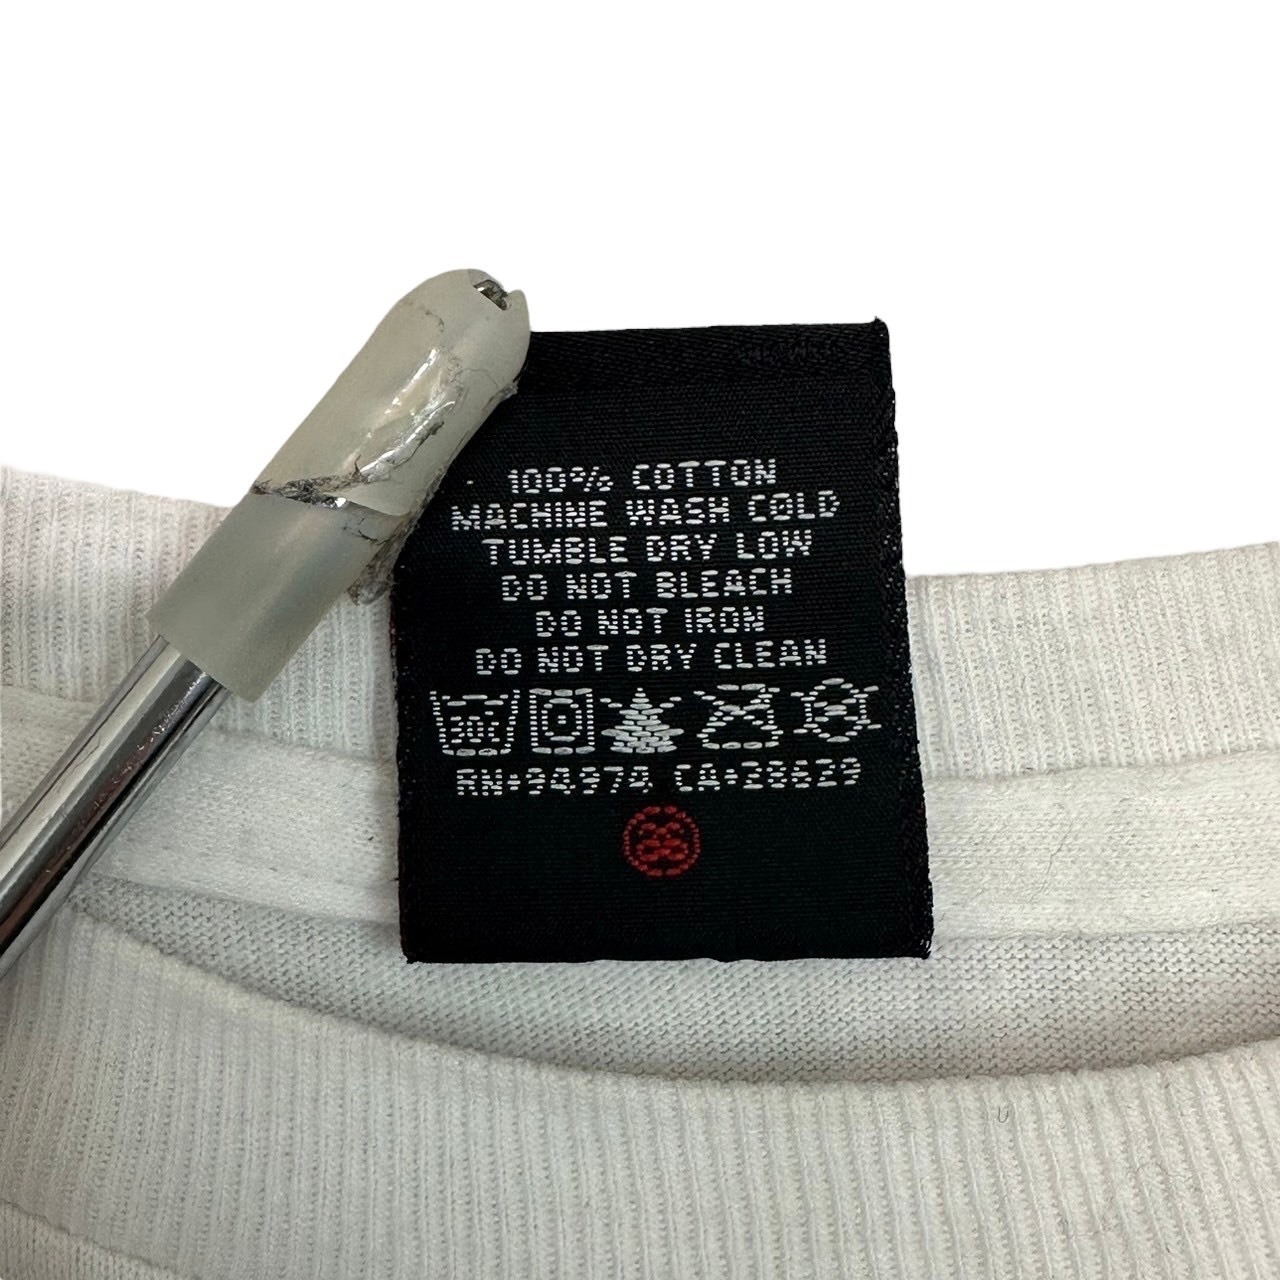 100% COTTON
MACHINE WASH COLD
TUMBLE DRY LOW
DO NOT BLEACH
DO NOT IRON
DO NOT DRY CLEAN
30C
RN+94974 CA+28629